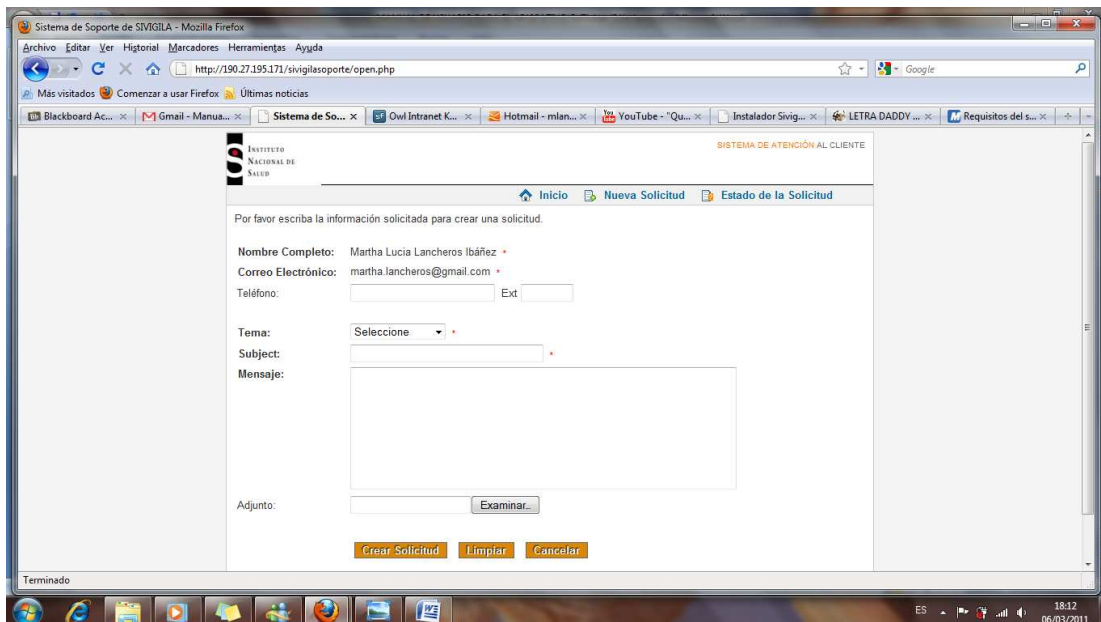 Sistema de Soporte de SIVIGILA - Mozilla Firefox
Archivo Editar Ver Historial Marcadores Herramientas Ayuda
http://190.27.195.171/sivigilasoporte/open.php
Google
Más visitados Comenzar a usar Firefox Últimas noticias
Blackboard Ac... Gmail - Manua... Sistema de So... Owl Intranet K... Hotmail - mlan... YouTube - "Qu... Instalador Sivig... LETRA DADDY ... Requisitos del s...
INSTITUTO
NACIONAL DE
SALUD
SISTEMA DE ATENCIÓN AL CLIENTE
Inicio Nueva Solicitud Estado de la Solicitud
Por favor escriba la información solicitada para crear una solicitud.
Nombre Completo: Martha Lucia Lancheros Ibáñez *
Correo Electrónico: martha.lancheros@gmail.com *
Teléfono: Ext
Tema: Seleccione *
Subject: *
Mensaje:
Adjunto: Examinar...
Crear Solicitud Limpiar Cancelar
Terminado
ES 18:12
06/03/2011